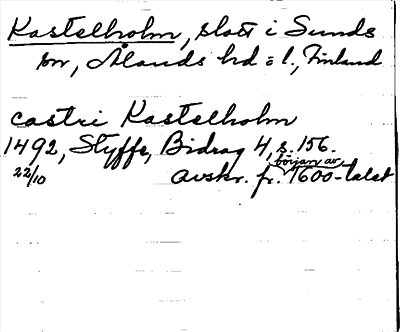 Kastelholm, slott i Sunds
sn, Ålands hd o l., Finland
castri Kastelholm
1492, Styffe, Bidrag 4, s. 156.
början av
22/10 avskr. fr. 1600-talet